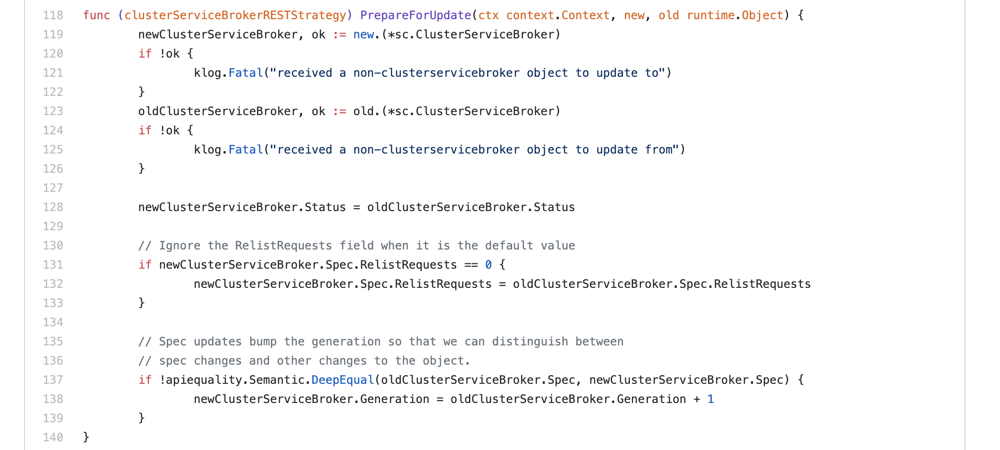 118 func (clusterServiceBrokerRESTStrategy) PrepareForUpdate(ctx context.Context, new, old runtime.Object) {
119 newClusterServiceBroker, ok := new.(*sc.ClusterServiceBroker)
120 if !ok {
121 klog.Fatal("received a non-clusterservicebroker object to update to")
122 }
123 oldClusterServiceBroker, ok := old.(*sc.ClusterServiceBroker)
124 if !ok {
125 klog.Fatal("received a non-clusterservicebroker object to update from")
126 }
127
128 newClusterServiceBroker.Status = oldClusterServiceBroker.Status
129
130 // Ignore the RelistRequests field when it is the default value
131 if newClusterServiceBroker.Spec.RelistRequests == 0 {
132 newClusterServiceBroker.Spec.RelistRequests = oldClusterServiceBroker.Spec.RelistRequests
133 }
134
135 // Spec updates bump the generation so that we can distinguish between
136 // spec changes and other changes to the object.
137 if !apiequality.Semantic.DeepEqual(oldClusterServiceBroker.Spec, newClusterServiceBroker.Spec) {
138 newClusterServiceBroker.Generation = oldClusterServiceBroker.Generation + 1
139 }
140 }